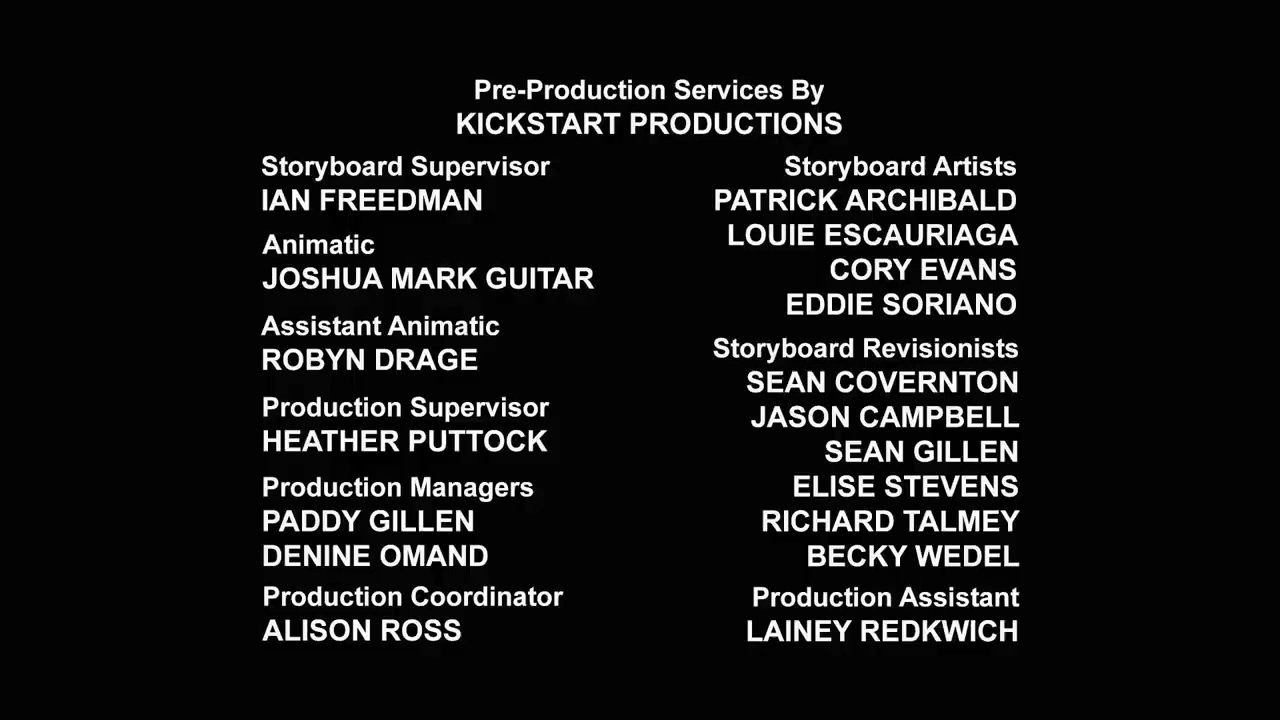 Pre-Production Services By
KICKSTART PRODUCTIONS
Storyboard Supervisor
IAN FREEDMAN
Animatic
JOSHUA MARK GUITAR
Assistant Animatic
ROBYN DRAGE
Production Supervisor
HEATHER PUTTOCK
Production Managers
PADDY GILLEN
DENINE OMAND
Production Coordinator
ALISON ROSS
Storyboard Artists
PATRICK ARCHIBALD
LOUIE ESCAURIAGA
CORY EVANS
EDDIE SORIANO
Storyboard Revisionists
SEAN COVERNTON
JASON CAMPBELL
SEAN GILLEN
ELISE STEVENS
RICHARD TALMEY
BECKY WEDEL
Production Assistant
LAINEY REDKWICH